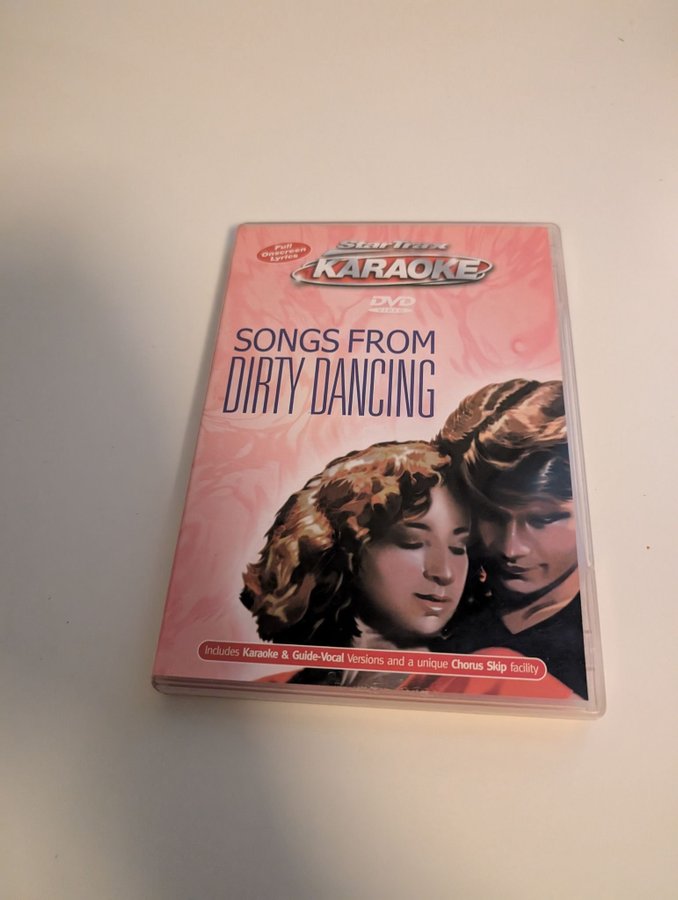 Full
Onscreen
Lyrics
StarTrax
KARAOKE
DVD
VIDEO
SONGS FROM
DIRTY DANCING
Includes Karaoke & Guide-Vocal Versions and a unique Chorus Skip facility